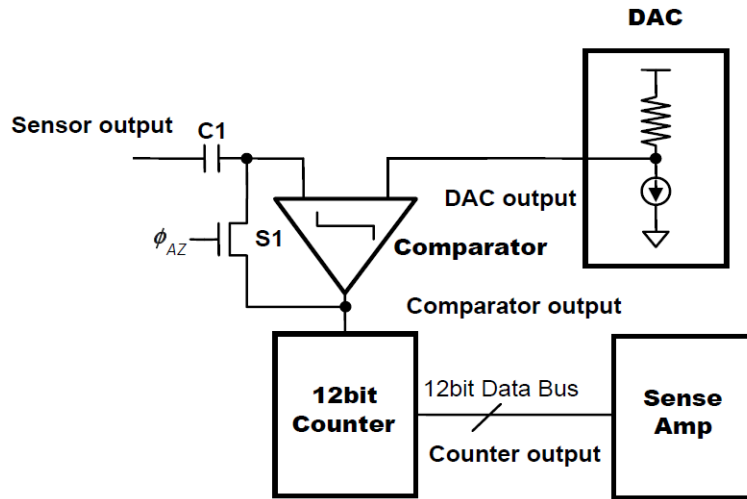 DAC
Sensor output
C1
DAC output
ϕAZ
S1
Comparator
Comparator output
12bit
Counter
12bit Data Bus
Counter output
Sense
Amp